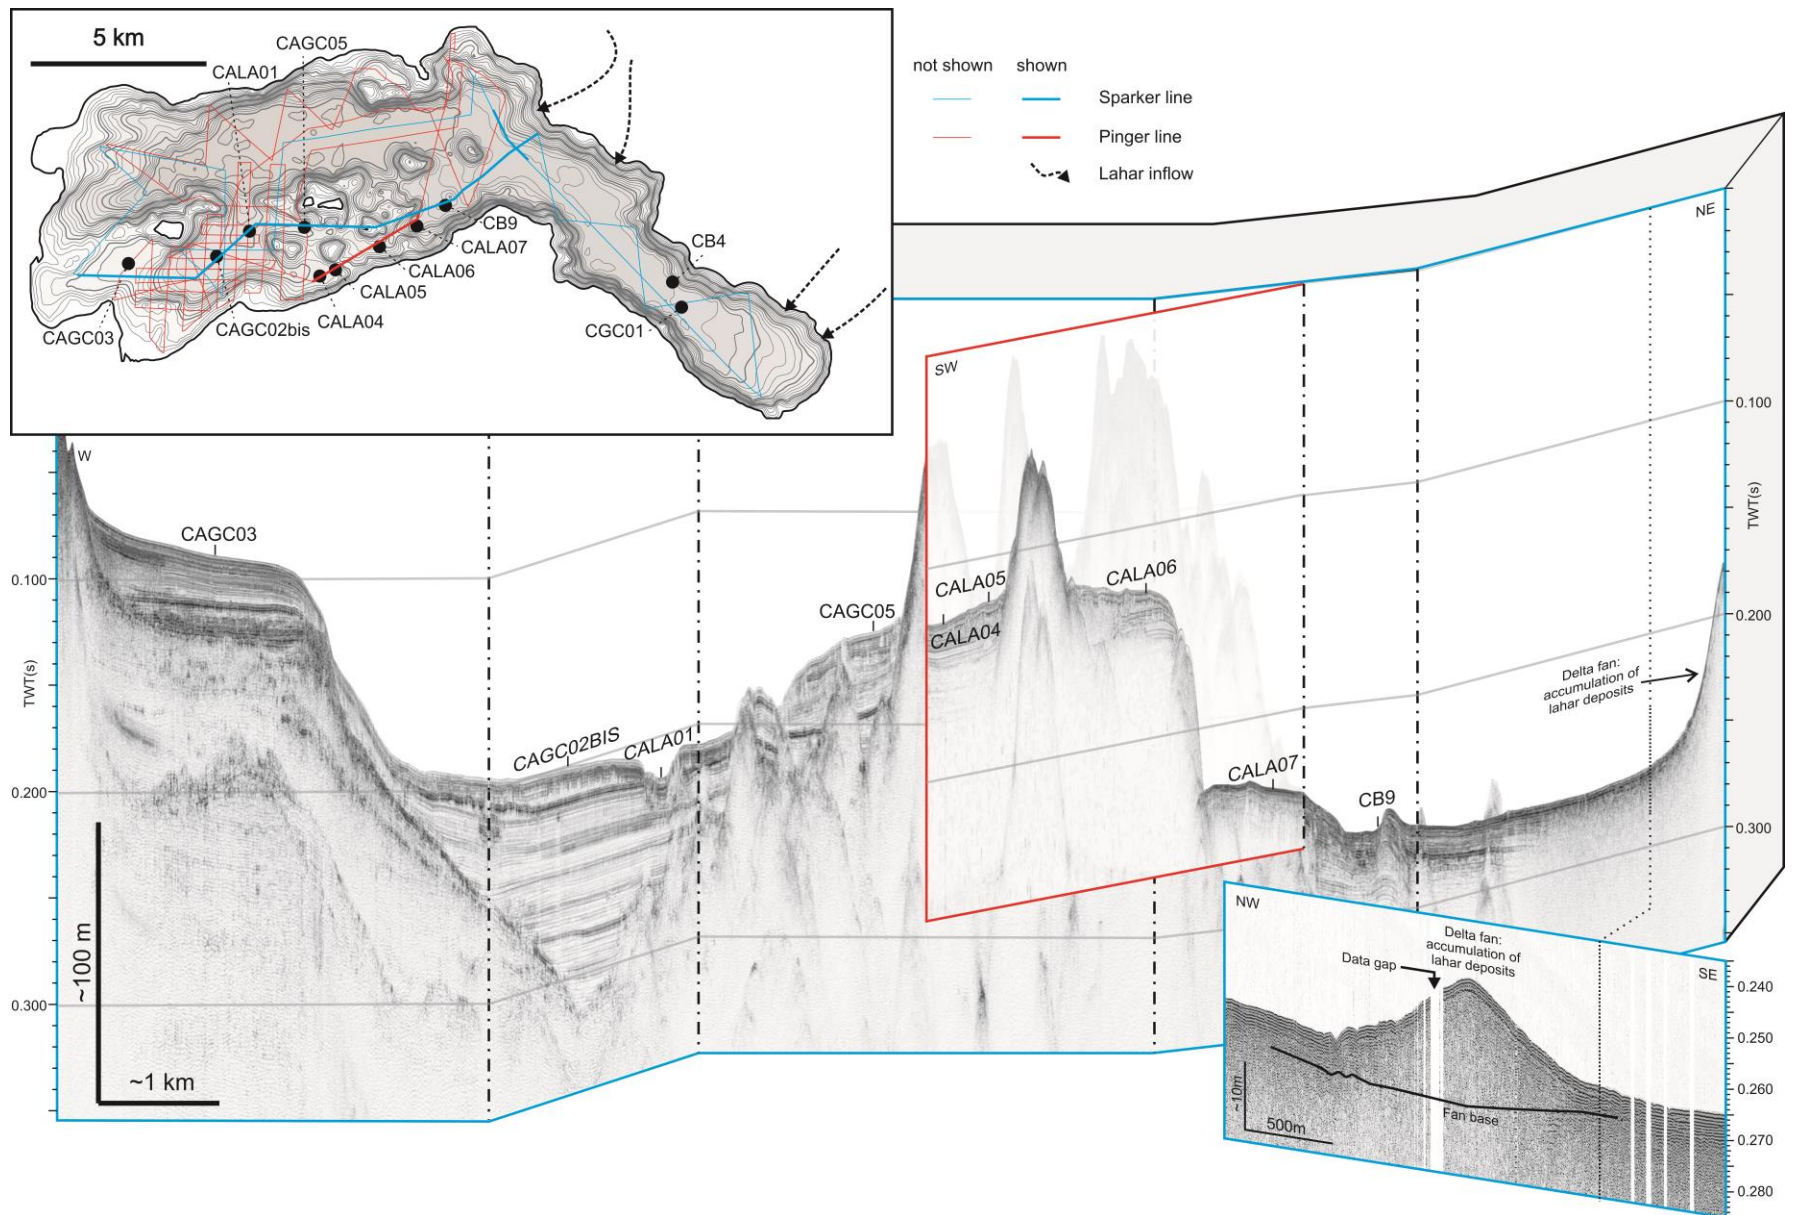 5 km
CAGC05
CALA01
CB9
CALA07
CB4
CALA06
CALA05
CAGC03
CAGC02bis
CALA04
CGC01
not shown
shown
Sparker line
Pinger line
Lahar inflow
W
SW
NE
CAGC03
CAGC02BIS
CALA01
CAGC05
CALA05
CALA04
CALA06
CALA07
CB9
Delta fan:
accumulation of
lahar deposits
0.100
0.200
0.300
TWT(s)
~100 m
~1 km
0.100
0.200
0.300
TWT(s)
NW
SE
Delta fan:
accumulation of
lahar deposits
Data gap
Fan base
~10m
500m
0.240
0.250
0.260
0.270
0.280